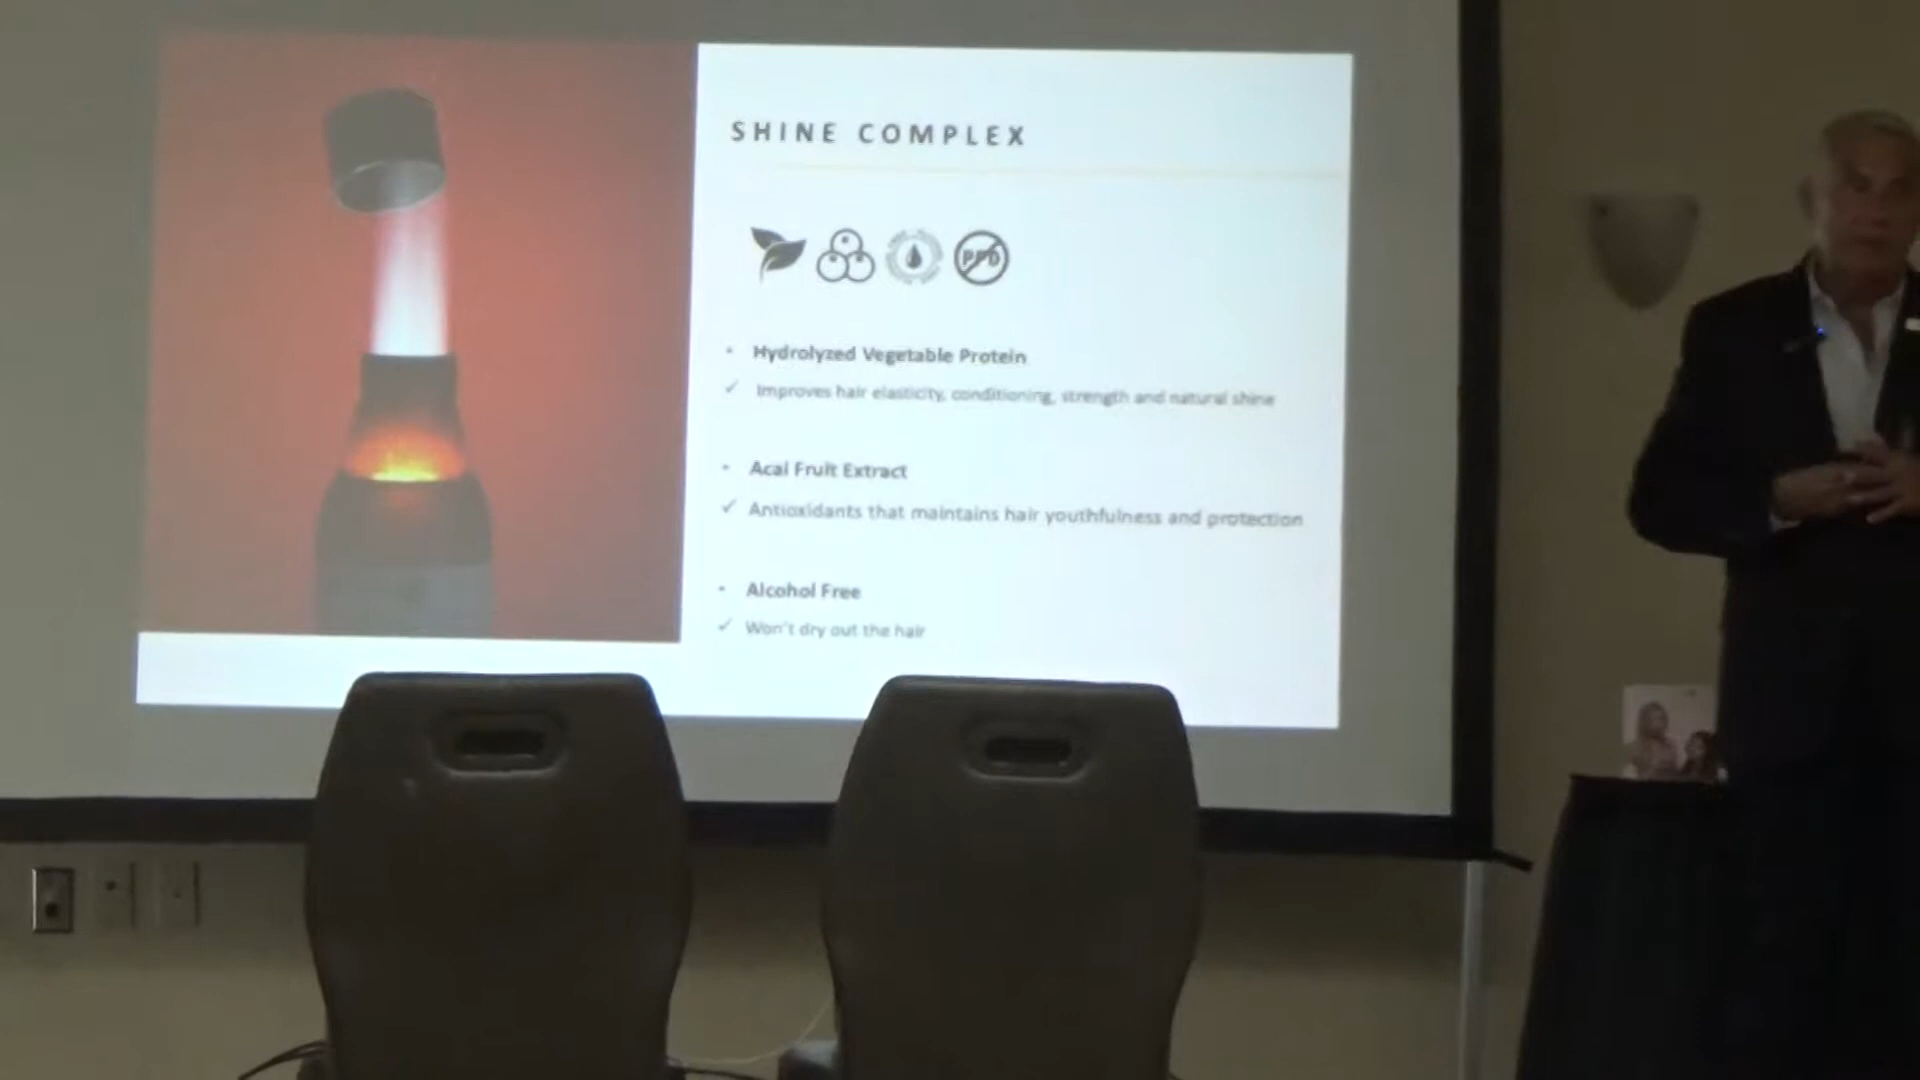 SHINE COMPLEX
PPD
• Hydrolyzed Vegetable Protein
✓ Improves hair elasticity, conditioning, strength and natural shine
• Acai Fruit Extract
✓ Antioxidants that maintains hair youthfulness and protection
• Alcohol Free
✓ Won't dry out the hair